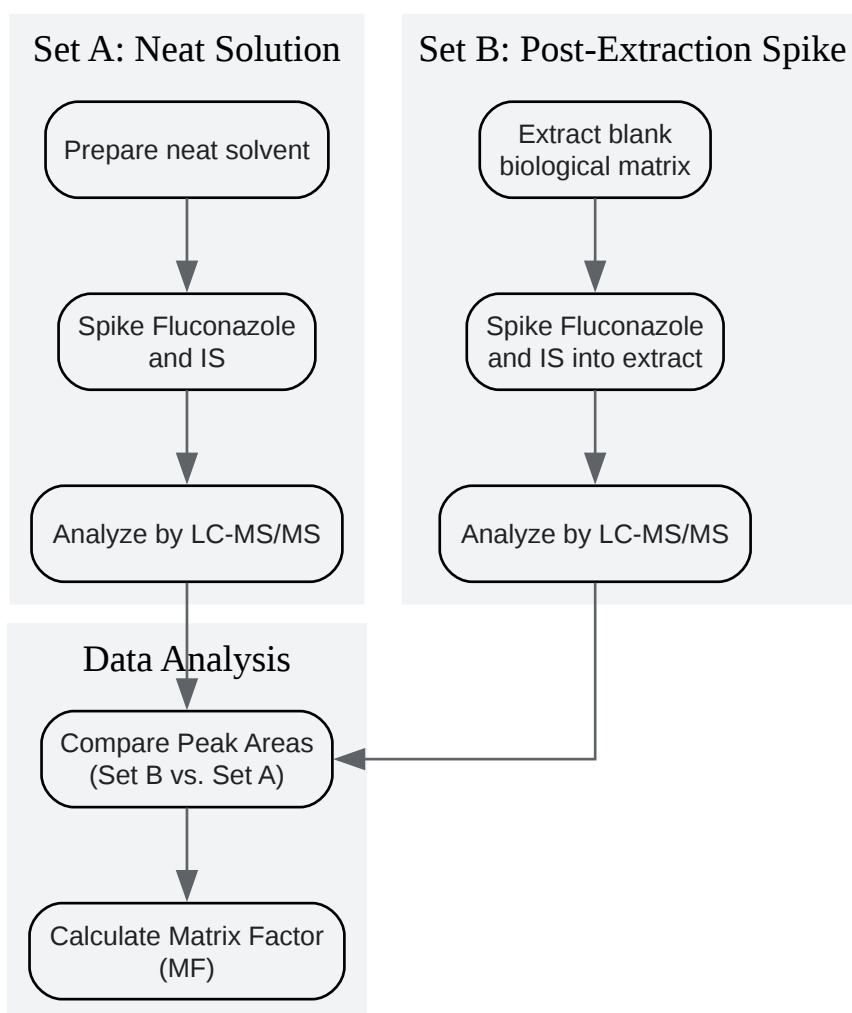 Set A: Neat Solution
Prepare neat solvent
Spike Fluconazole
and IS
Analyze by LC-MS/MS
Set B: Post-Extraction Spike
Extract blank
biological matrix
Spike Fluconazole
and IS into extract
Analyze by LC-MS/MS
Data Analysis
Compare Peak Areas
(Set B vs. Set A)
Calculate Matrix Factor
(MF)